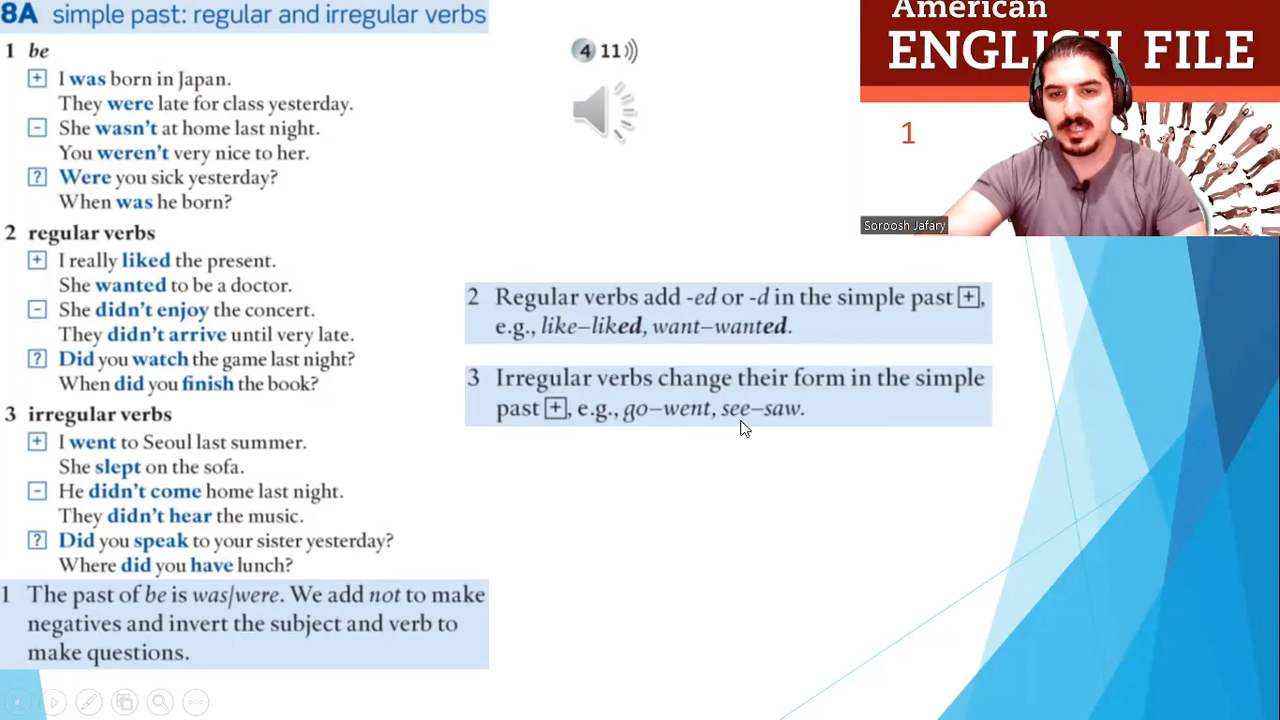 8A simple past: regular and irregular verbs
1 be
+ I was born in Japan.
They were late for class yesterday.
- She wasn't at home last night.
You weren't very nice to her.
? Were you sick yesterday?
When was he born?
2 regular verbs
+ I really liked the present.
She wanted to be a doctor.
- She didn't enjoy the concert.
They didn't arrive until very late.
? Did you watch the game last night?
When did you finish the book?
3 irregular verbs
+ I went to Seoul last summer.
She slept on the sofa.
- He didn't come home last night.
They didn't hear the music.
? Did you speak to your sister yesterday?
Where did you have lunch?
1 The past of be is was/were. We add not to make
negatives and invert the subject and verb to
make questions.
4 11
2 Regular verbs add -ed or -d in the simple past +,
e.g., like–liked, want–wanted.
3 Irregular verbs change their form in the simple
past +, e.g., go–went, see–saw.
American
ENGLISH FILE
1
Soroosh Jafary